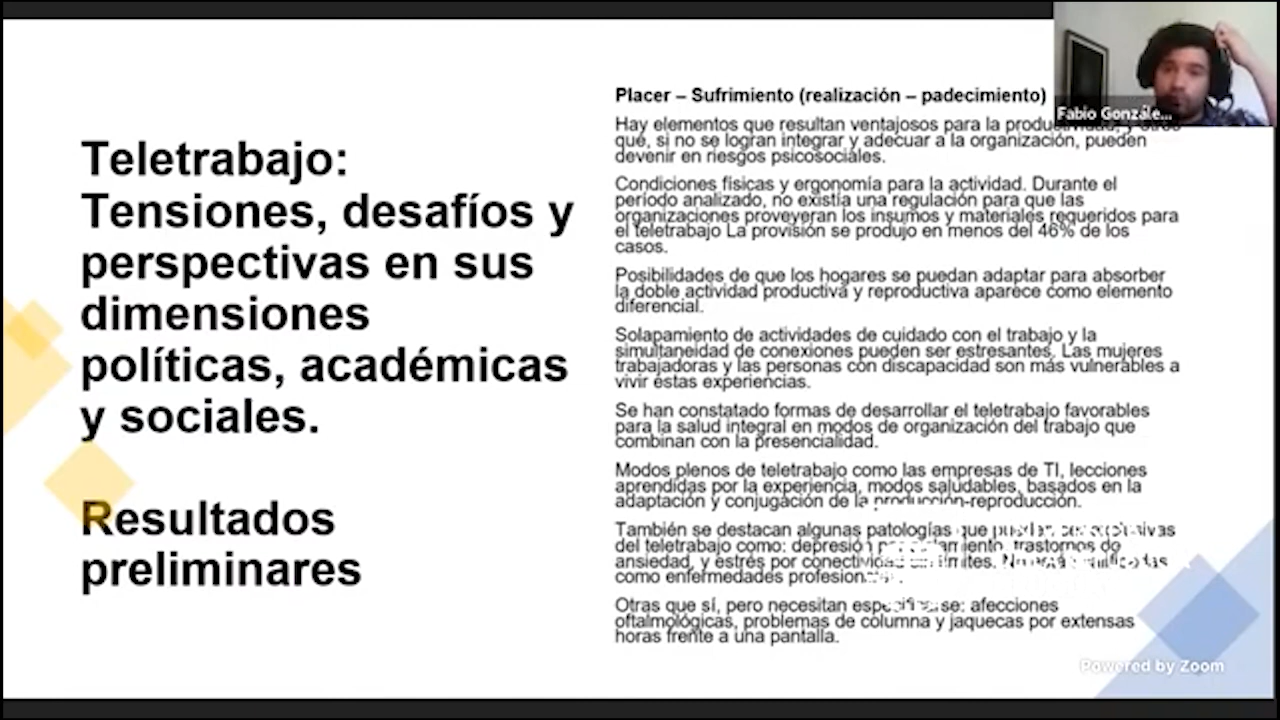 Teletrabajo:
Tensiones, desafíos y
perspectivas en sus
dimensiones
políticas, académicas
y sociales.
Resultados
preliminares
Placer – Sufrimiento (realización – padecimiento)
Hay elementos que resultan ventajosos para la
que, si no se logran integrar y adecuar a la organización, pueden
devenir en riesgos psicosociales.
Condiciones físicas y ergonomía para la actividad. Durante el
período analizado, no existía una regulación para que las
organizaciones proveyeran los insumos y materiales requeridos para
el teletrabajo La provisión se produjo en menos del 46% de los
casos.
Posibilidades de que los hogares se puedan adaptar para absorber
la doble actividad productiva y reproductiva aparece como elemento
diferencial.
Solapamiento de actividades de cuidado con el trabajo y la
simultaneidad de conexiones pueden ser estresantes. Las mujeres
trabajadoras y las personas con discapacidad son más vulnerables a
vivir estas experiencias.
Se han constatado formas de desarrollar el teletrabajo favorables
para la salud integral en modos de organización del trabajo que
combinan con la presencialidad.
Modos plenos de teletrabajo como las empresas de TI, lecciones
aprendidas por la experiencia, modos saludables, basados en la
adaptación y conjugación de la producción-reproducción.
También se destacan algunas patologías que
del teletrabajo como: depresión trastornos de
ansiedad, y estrés por
como enfermedades
Otras que sí, pero necesitan afecciones
oftalmológicas, problemas de columna y jaquecas por extensas
horas frente a una pantalla.
Fabio Gonzále...
Powered by Zoom